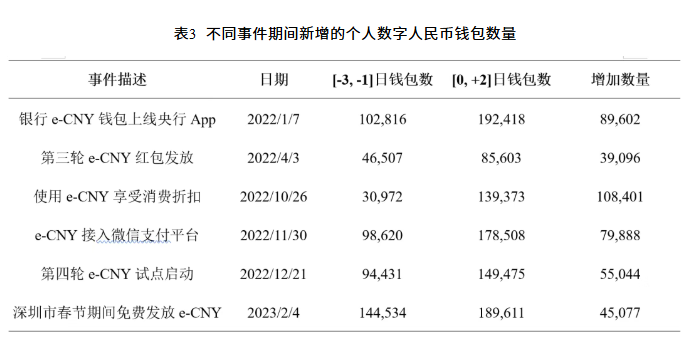 表3 不同事件期间新增的个人数字人民币钱包数量
事件描述 日期 [-3, -1]日钱包数 [0, +2]日钱包数 增加数量
银行 e-CNY 钱包上线央行 App 2022/1/7 102,816 192,418 89,602
第三轮 e-CNY 红包发放 2022/4/3 46,507 85,603 39,096
使用 e-CNY 享受消费折扣 2022/10/26 30,972 139,373 108,401
e-CNY 接入微信支付平台 2022/11/30 98,620 178,508 79,888
第四轮 e-CNY 试点启动 2022/12/21 94,431 149,475 55,044
深圳市春节期间免费发放 e-CNY 2023/2/4 144,534 189,611 45,077